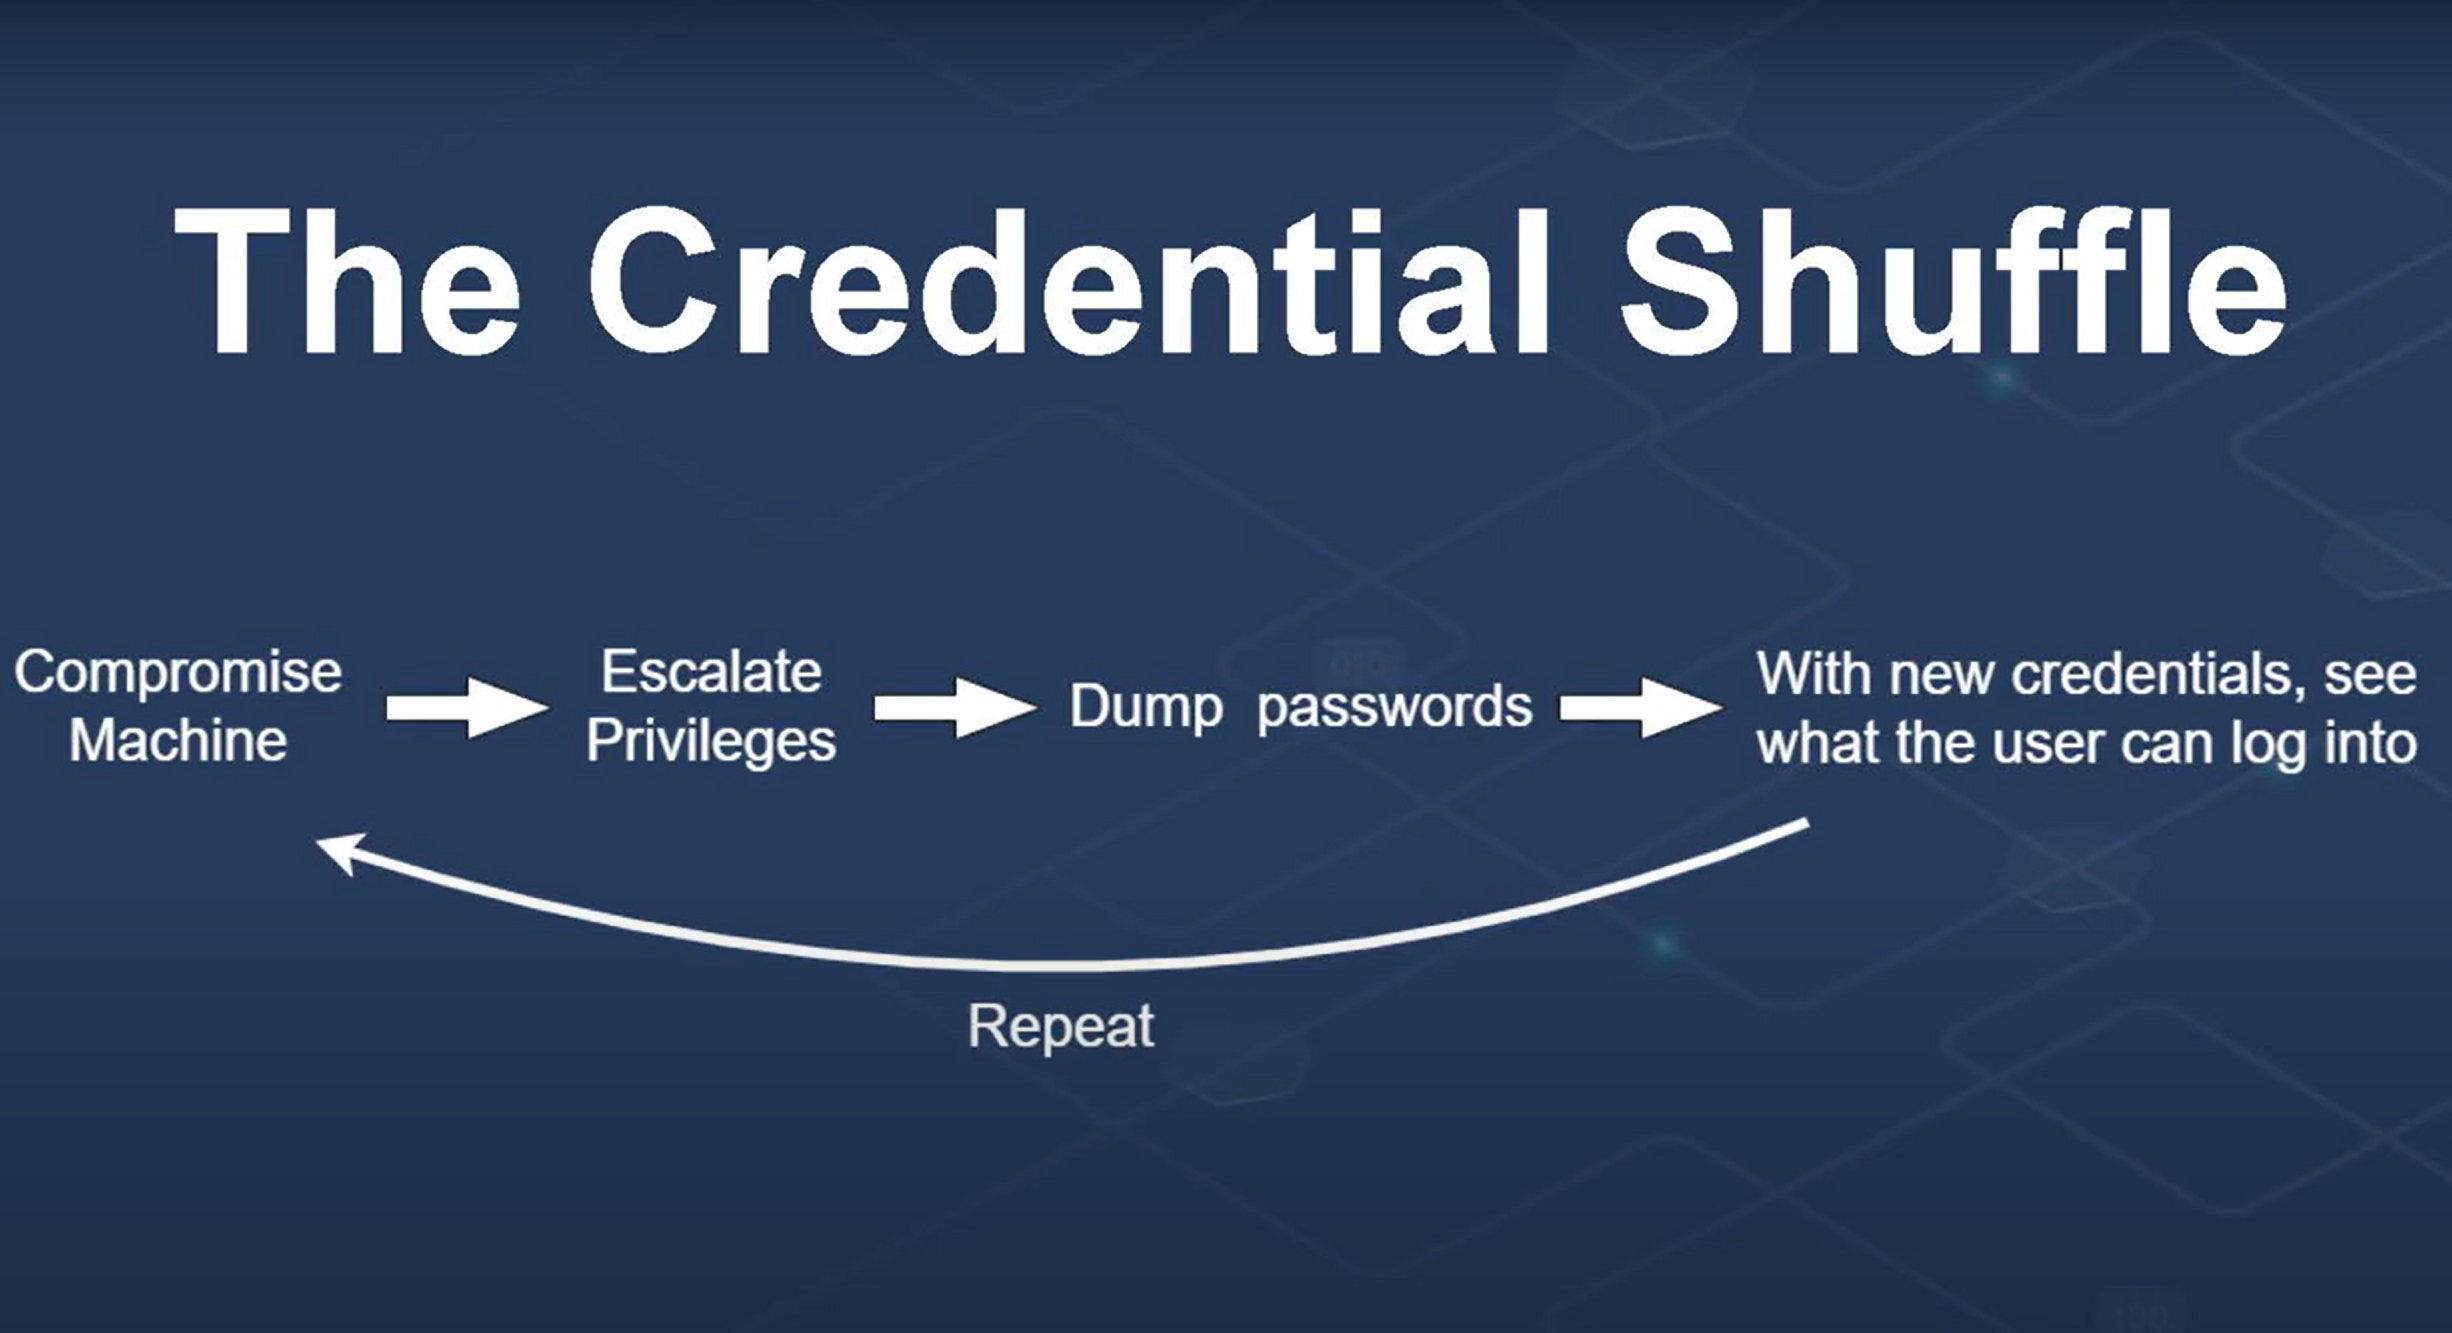 The Credential Shuffle
Compromise
Machine
Escalate
Privileges
Dump passwords
With new credentials, see
what the user can log into
Repeat